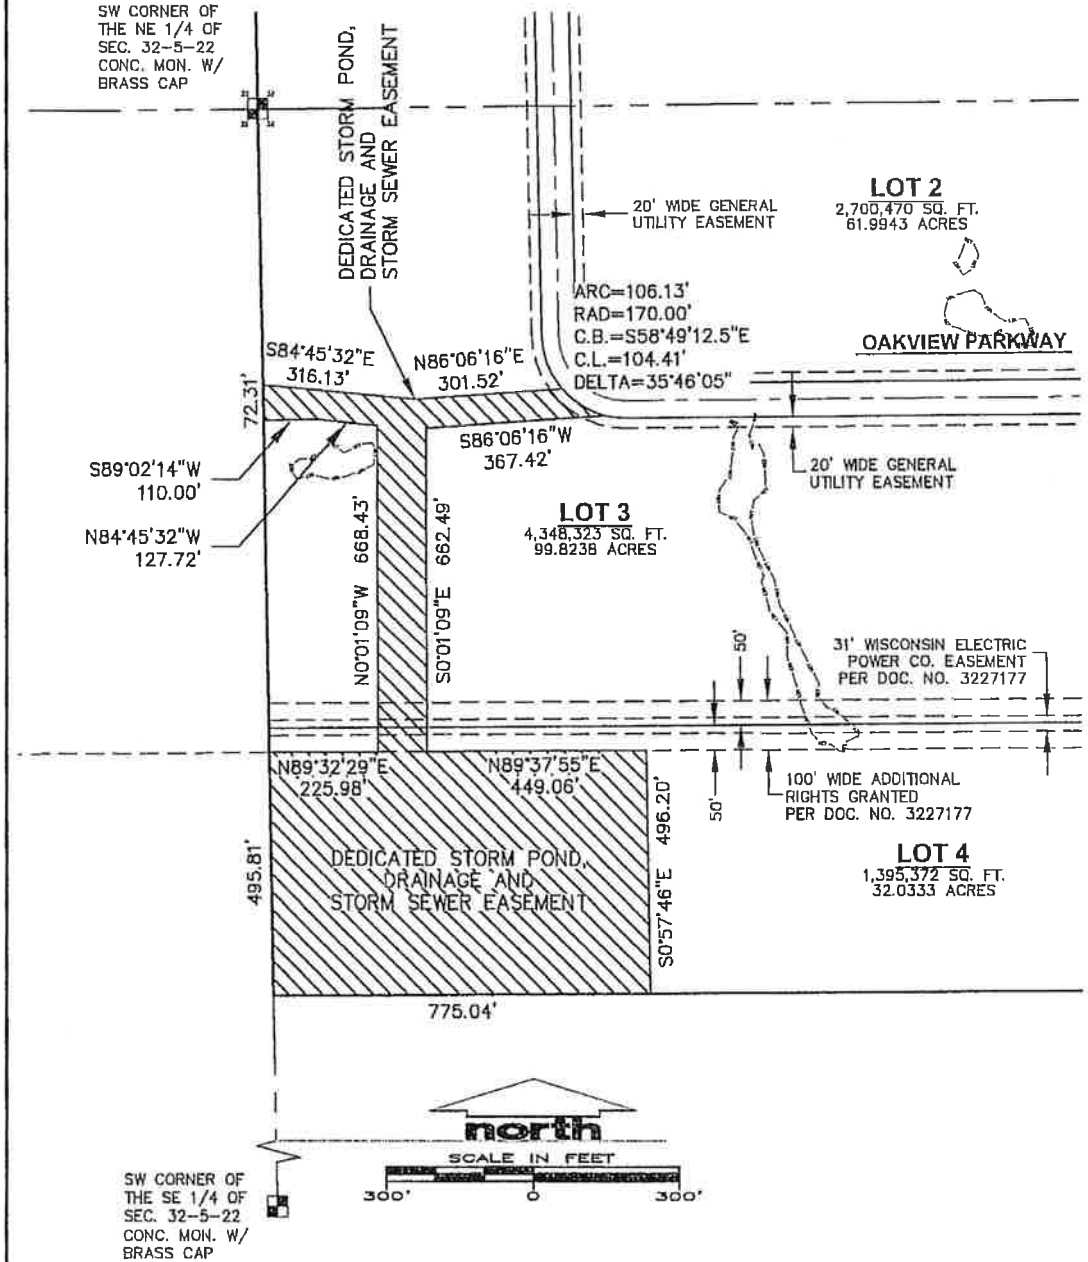 SW CORNER OF
THE NE 1/4 OF
SEC. 32-5-22
CONC. MON. W/
BRASS CAP
DEDICATED STORM POND,
DRAINAGE AND
STORM SEWER EASEMENT
20' WIDE GENERAL
UTILITY EASEMENT
LOT 2
2,700,470 SQ. FT.
61.9943 ACRES
ARC=106.13'
RAD=170.00'
C.B.=S58°49'12.5"E
C.L.=104.41'
DELTA=35°46'05"
OAKVIEW PARKWAY
S84°45'32"E
316.13'
N86°06'16"E
301.52'
72.31'
S86°06'16"W
367.42'
S89°02'14"W
110.00'
N84°45'32"W
127.72'
20' WIDE GENERAL
UTILITY EASEMENT
LOT 3
4,348,323 SQ. FT.
99.8238 ACRES
N0°01'09"W 668.43'
S0°01'09"E 662.49'
50'
31' WISCONSIN ELECTRIC
POWER CO. EASEMENT
PER DOC. NO. 3227177
N89°32'29"E
225.98'
N89°37'55"E
449.06'
50'
100' WIDE ADDITIONAL
RIGHTS GRANTED
PER DOC. NO. 3227177
495.81'
DEDICATED STORM POND,
DRAINAGE AND
STORM SEWER EASEMENT
S0°57'46"E 496.20'
LOT 4
1,395,372 SQ. FT.
32.0333 ACRES
775.04'
north
SCALE IN FEET
300' 0 300'
SW CORNER OF
THE SE 1/4 OF
SEC. 32-5-22
CONC. MON. W/
BRASS CAP